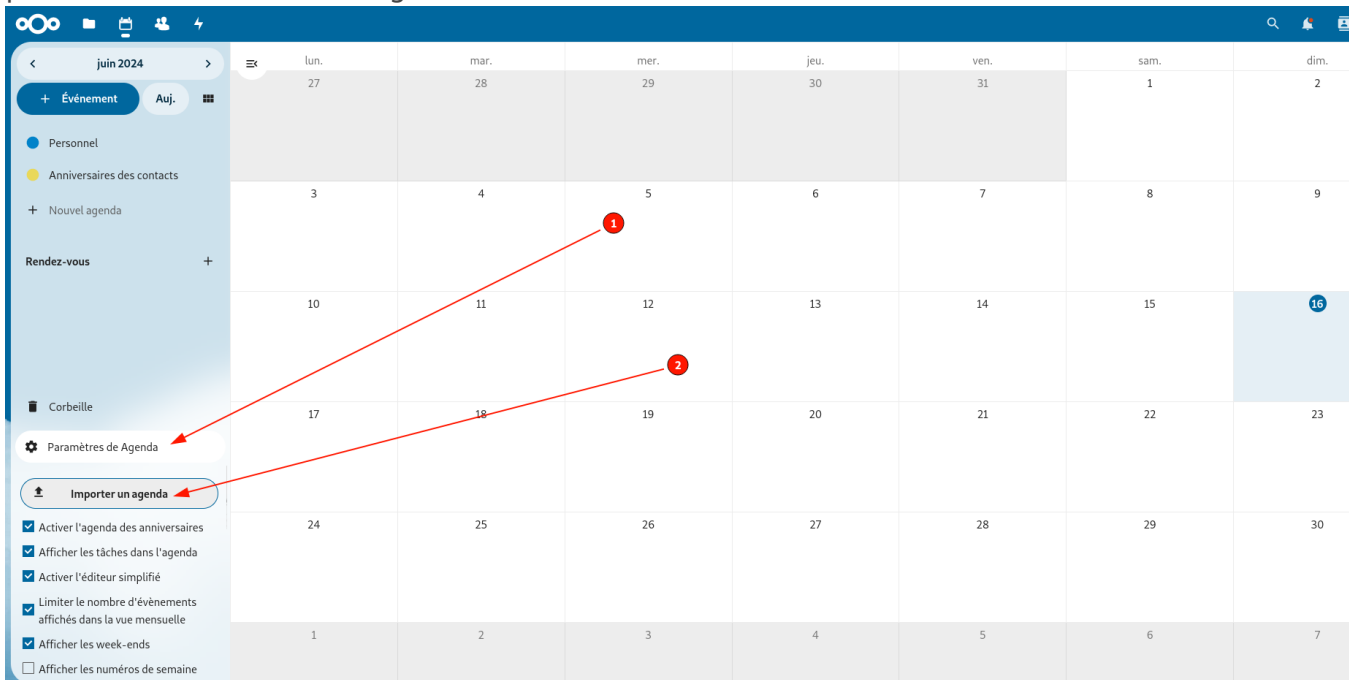 juin 2024
lun. mar. mer. jeu. ven. sam. dim.
27 28 29 30 31 1 2
+ Événement Auj.
Personnel
Anniversaires des contacts
+ Nouvel agenda
3 4 5 6 7 8 9
1
Rendez-vous +
10 11 12 13 14 15 16
2
Corbeille
17 18 19 20 21 22 23
Paramètres de Agenda
Importer un agenda
Activer l'agenda des anniversaires
24 25 26 27 28 29 30
Afficher les tâches dans l'agenda
Activer l'éditeur simplifié
Limiter le nombre d'évènements
affichés dans la vue mensuelle
1 2 3 4 5 6 7
Afficher les week-ends
Afficher les numéros de semaine